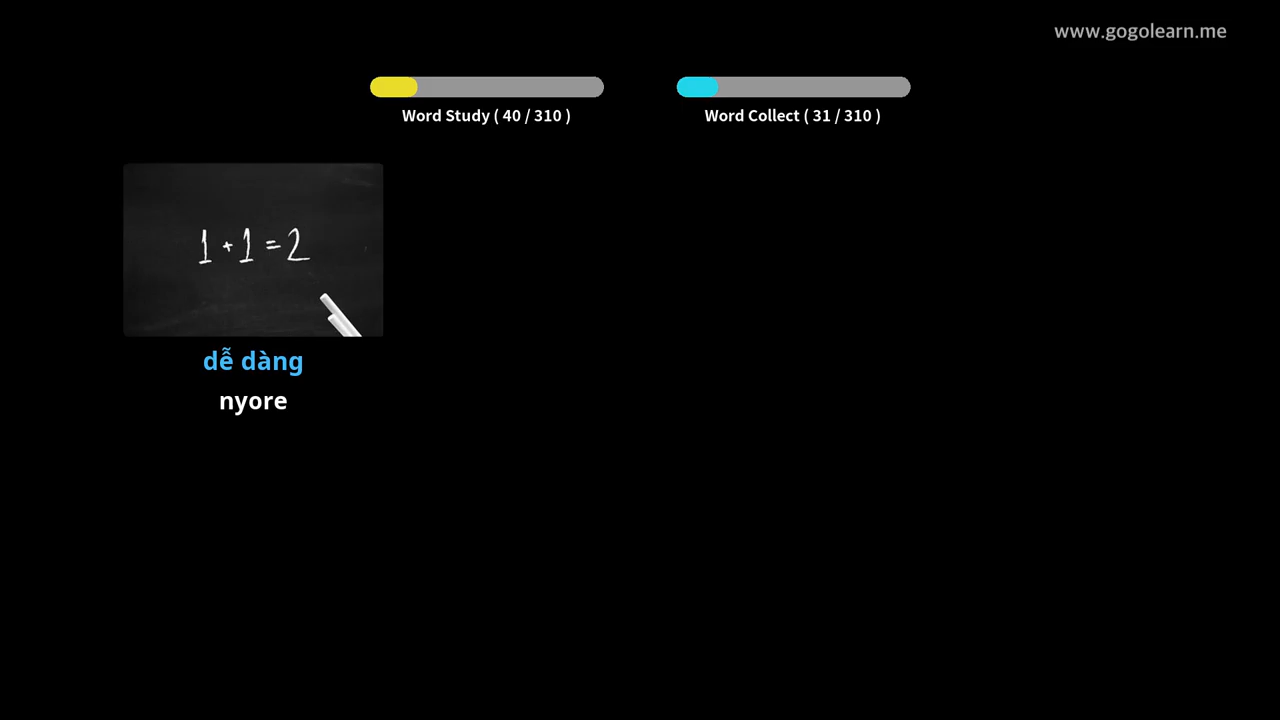 www.gogolearn.me
Word Study ( 40 / 310 )
Word Collect ( 31 / 310 )
1 + 1 = 2
dễ dàng
nyore